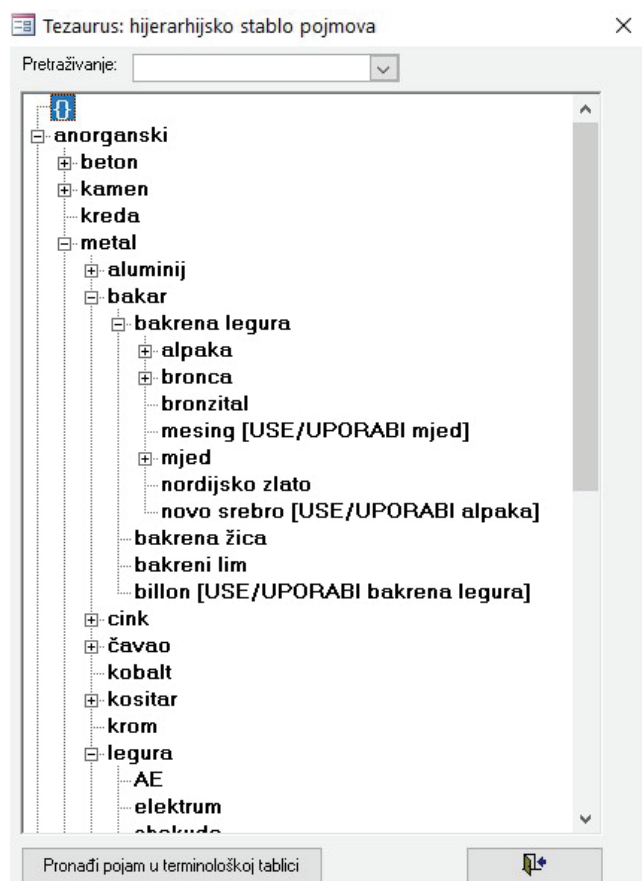 Tezaurus: hijerarhijsko stablo pojmova
Pretraživanje:
{}
anorganski
beton
kamen
kreda
metal
aluminij
bakar
bakrena legura
alpaka
bronca
bronzital
mesing [USE/UPORABI mjed]
mjed
nordijsko zlato
novo srebro [USE/UPORABI alpaka]
bakrena žica
bakreni lim
billon [USE/UPORABI bakrena legura]
cink
čavao
kobalt
kositar
krom
legura
AE
elektrum
Pronađi pojam u terminološkoj tablici